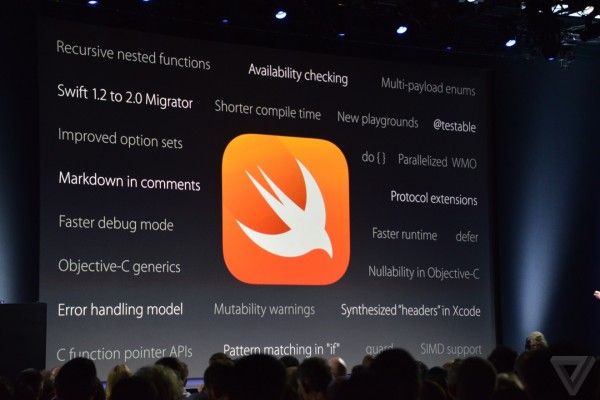 Recursive nested functions
Availability checking
Multi-payload enums
Swift 1.2 to 2.0 Migrator
Shorter compile time
New playgrounds
@testable
Improved option sets
do { }
Parallelized WMO
Markdown in comments
Protocol extensions
Faster debug mode
Faster runtime
defer
Objective-C generics
Nullability in Objective-C
Error handling model
Mutability warnings
Synthesized “headers” in Xcode
C function pointer APIs
Pattern matching in "if"
guard
SIMD support